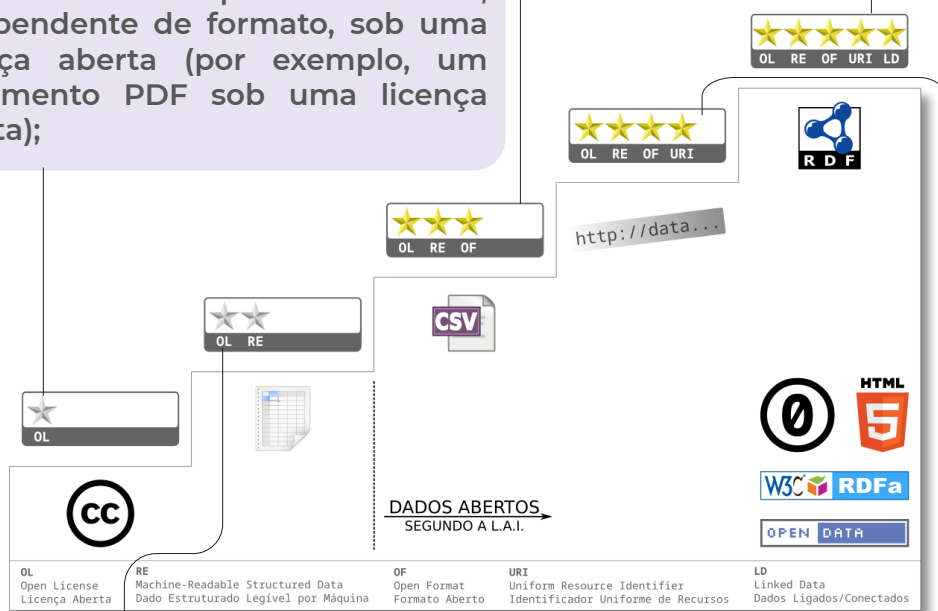 pendente de formato, sob uma
aberta (por exemplo, um
PDF sob uma licença
OL RE OF URI LD
OL RE OF URI
RDF
http://data...
OL RE OF
CSV
OL RE
OL
cc
HTML
5
0
W3C RDFa
OPEN DATA
DADOS ABERTOS
SEGUNDO A L.A.I.
OL
Open License
Licença Aberta
RE
Machine-Readable Structured Data
Dado Estruturado Legível por Máquina
OF
Open Format
Formato Aberto
URI
Uniform Resource Identifier
Identificador Uniforme de Recursos
LD
Linked Data
Dados Ligados/Conectados